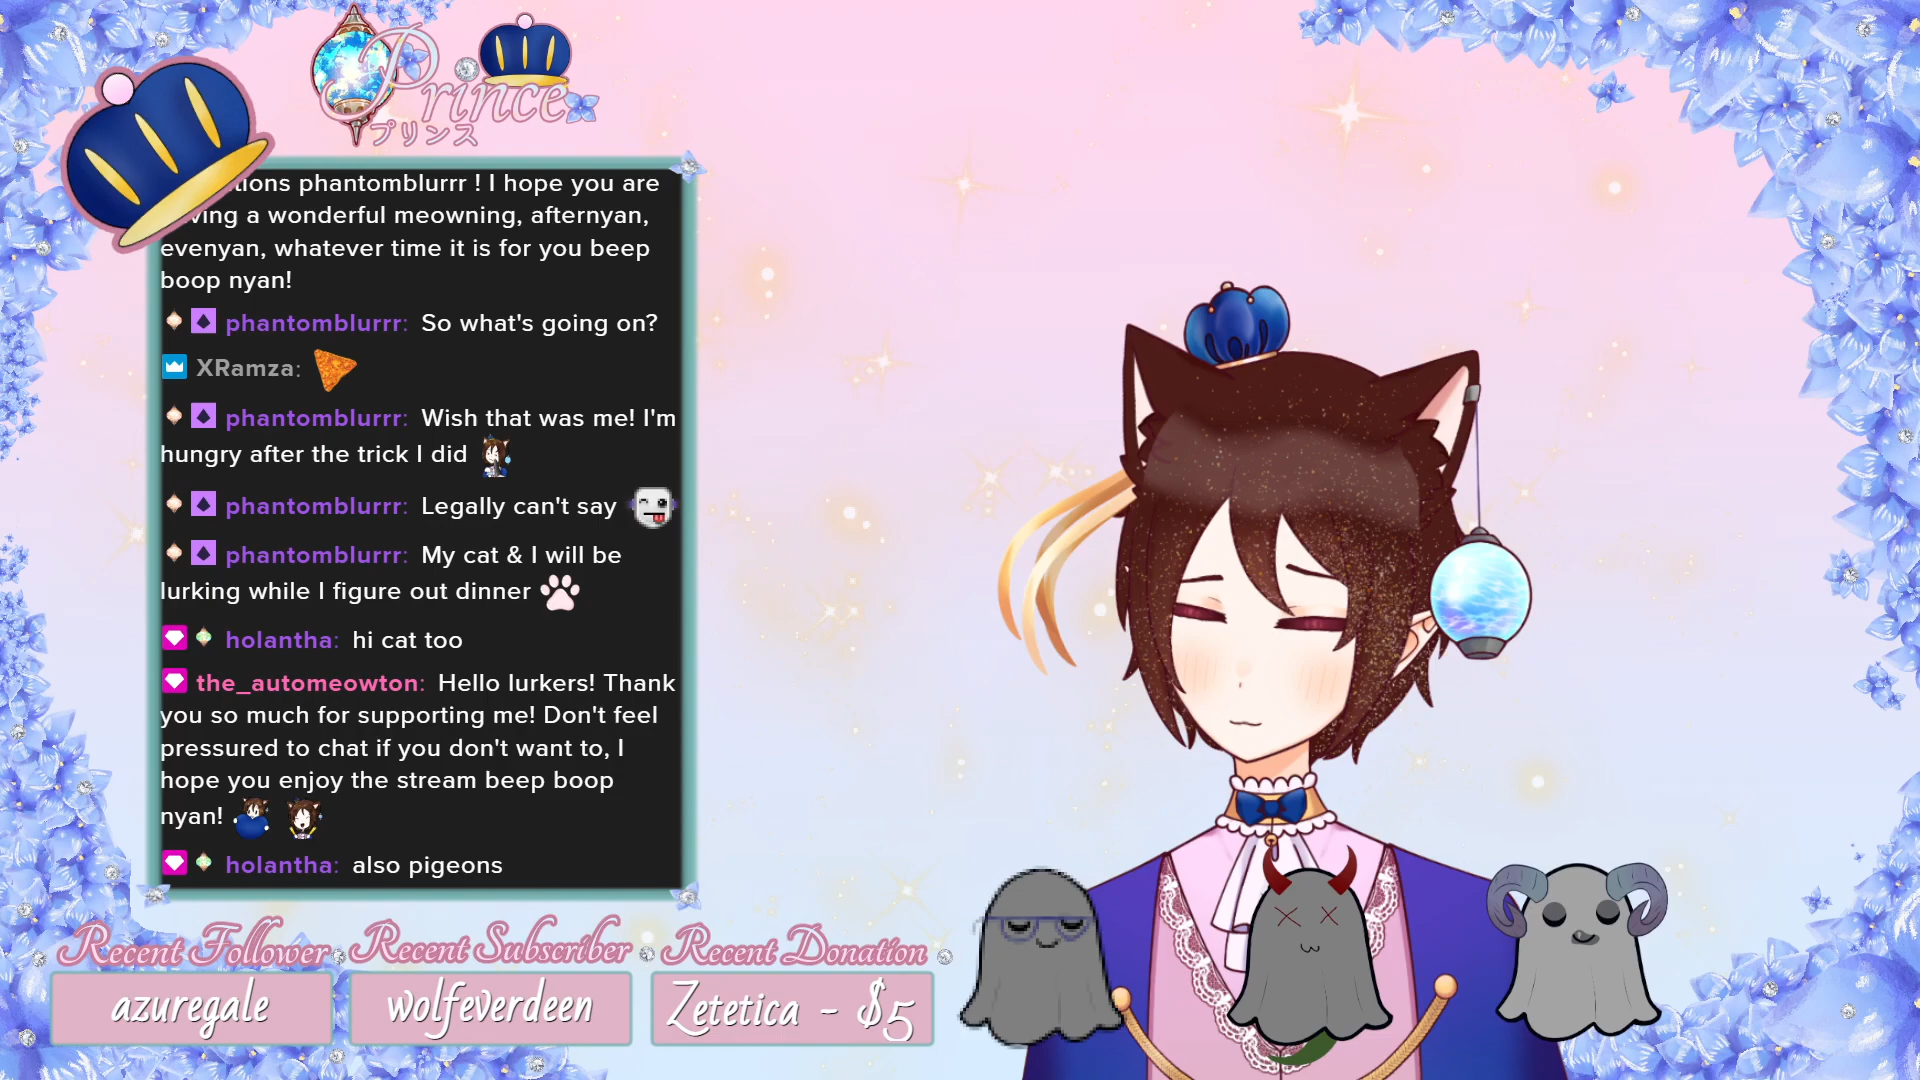 Prince
プリンス
tions phantomblurrr ! I hope you are
ving a wonderful meowning, afternyan,
evenyan, whatever time it is for you beep
boop nyan!
phantomblurrr: So what's going on?
XRamza:
phantomblurrr: Wish that was me! I'm
hungry after the trick I did
phantomblurrr: Legally can't say
phantomblurrr: My cat & I will be
lurking while I figure out dinner
holantha: hi cat too
the_automeowton: Hello lurkers! Thank
you so much for supporting me! Don't feel
pressured to chat if you don't want to, I
hope you enjoy the stream beep boop
nyan!
holantha: also pigeons
Recent Follower
azuregale
Recent Subscriber
wolfeverdeen
Recent Donation
Zetetica - $5